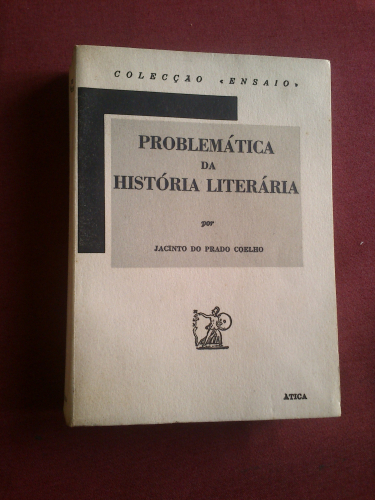 COLECÇÃO «ENSAIO»
PROBLEMÁTICA
DA
HISTÓRIA LITERÁRIA
por
JACINTO DO PRADO COELHO
ÁTICA